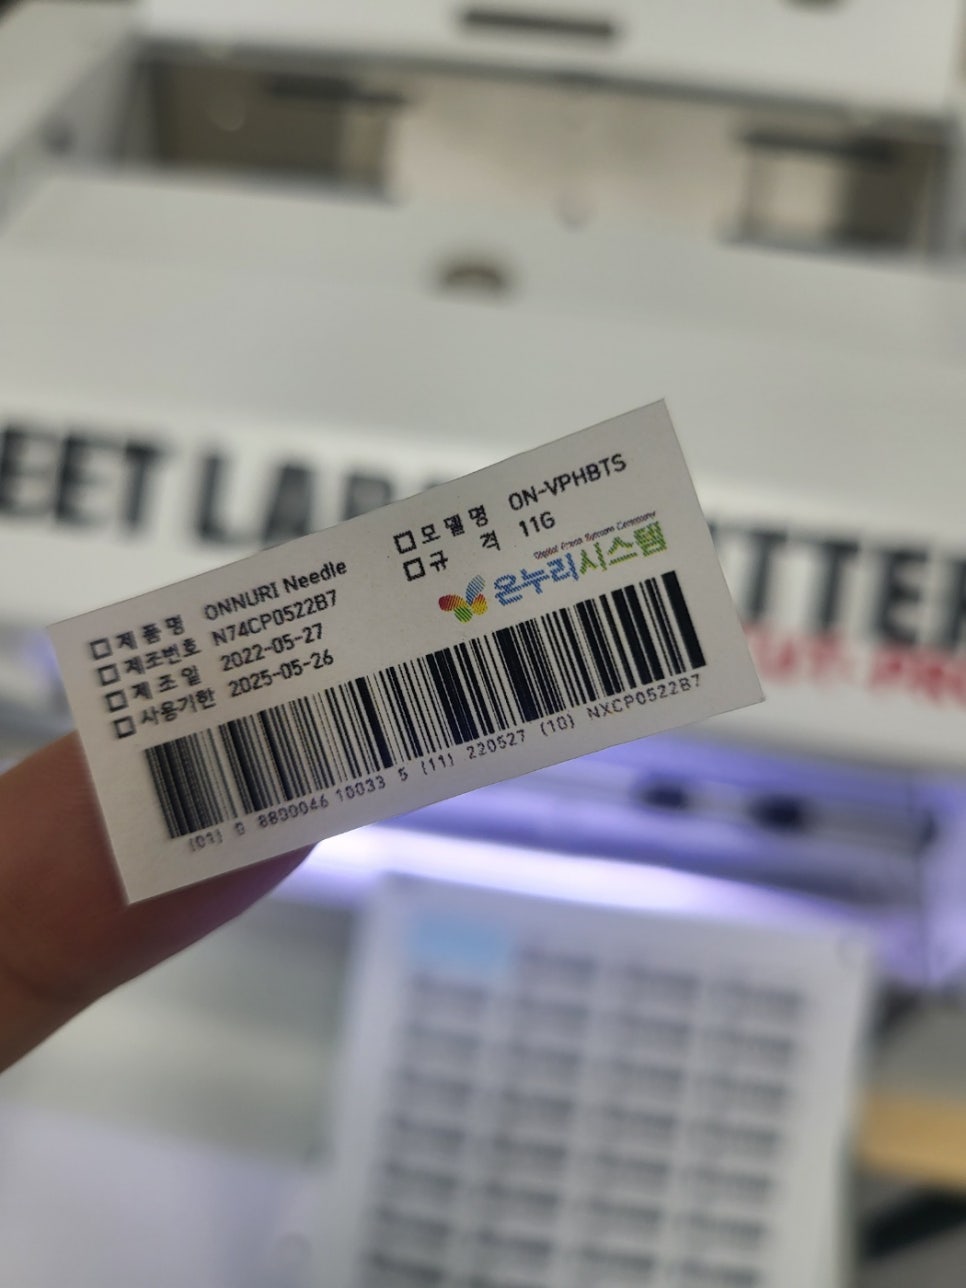 □ 제 품 명 ONNURI Needle
□ 제조번호 N74CP0522B7
□ 제 조 일 2022-05-27
□ 사용기한 2025-05-26
□ 모 델 명 ON-VPHBTS
□ 규 격 11G
온누리시스템
(01) 0 8800046 10033 5 (11) 220527 (10) NXCP0522B7